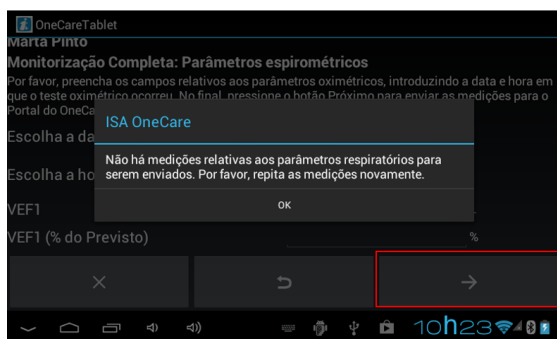 OneCareTablet
Marta Pinto
Monitorização Completa: Parâmetros espirométricos
Por favor, preencha os campos relativos aos parâmetros oximétricos, introduzindo a data e hora em
que o teste oximétrico ocorreu. No final, pressione o botão Próximo para enviar as medições para o
Portal do OneCa
ISA OneCare
Escolha a da
Não há medições relativas aos parâmetros respiratórios para
serem enviados. Por favor, repita as medições novamente.
Escolha a ho
OK
VEF1
VEF1 (% do Previsto) %
10h23